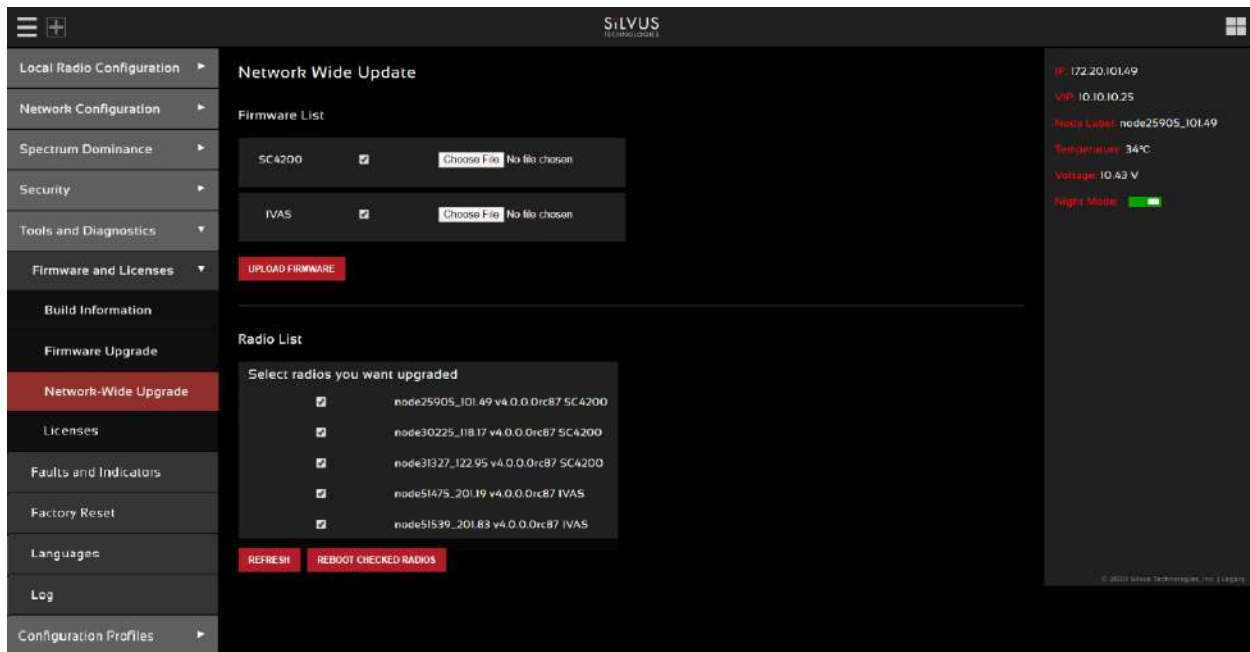 SiLVUS
TECHNOLOGIES
Local Radio Configuration
Network Configuration
Spectrum Dominance
Security
Tools and Diagnostics
Firmware and Licenses
Build Information
Firmware Upgrade
Network-Wide Upgrade
Licenses
Faults and Indicators
Factory Reset
Languages
Log
Configuration Profiles
Network Wide Update
Firmware List
SC4200 Choose File No file chosen
IVAS Choose File No file chosen
UPLOAD FIRMWARE
Radio List
Select radios you want upgraded
node25905_101.49 v4.0.0.0rc87 SC4200
node30225_118.17 v4.0.0.0rc87 SC4200
node31327_122.95 v4.0.0.0rc87 SC4200
node51475_201.19 v4.0.0.0rc87 IVAS
node51539_201.83 v4.0.0.0rc87 IVAS
REFRESH REBOOT CHECKED RADIOS
IP: 172.20.101.49
VIP: 10.10.10.25
Node Label: node25905_101.49
Temperature: 34°C
Voltage: 10.43 V
Night Mode:
Silvus Technologies, Inc. | Legal